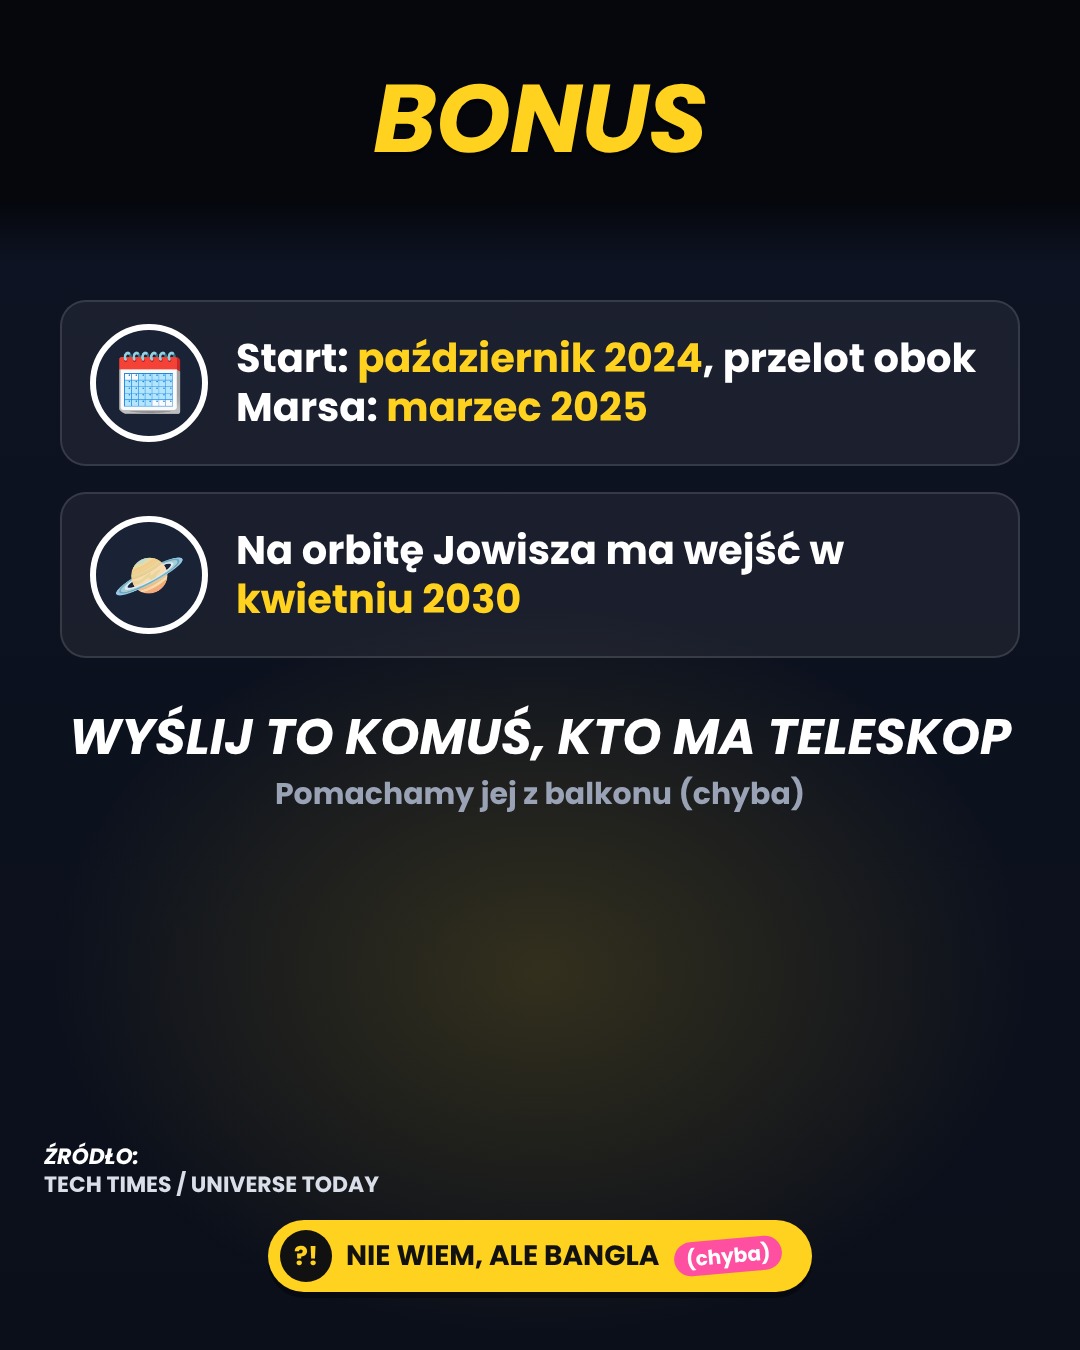 BONUS
Start: październik 2024, przelot obok
Marsa: marzec 2025
Na orbitę Jowisza ma wejść w
kwietniu 2030
WYŚLIJ TO KOMUŚ, KTO MA TELESKOP
Pomachamy jej z balkonu (chyba)
ŹRÓDŁO:
TECH TIMES / UNIVERSE TODAY
?! NIE WIEM, ALE BANGLA (chyba)